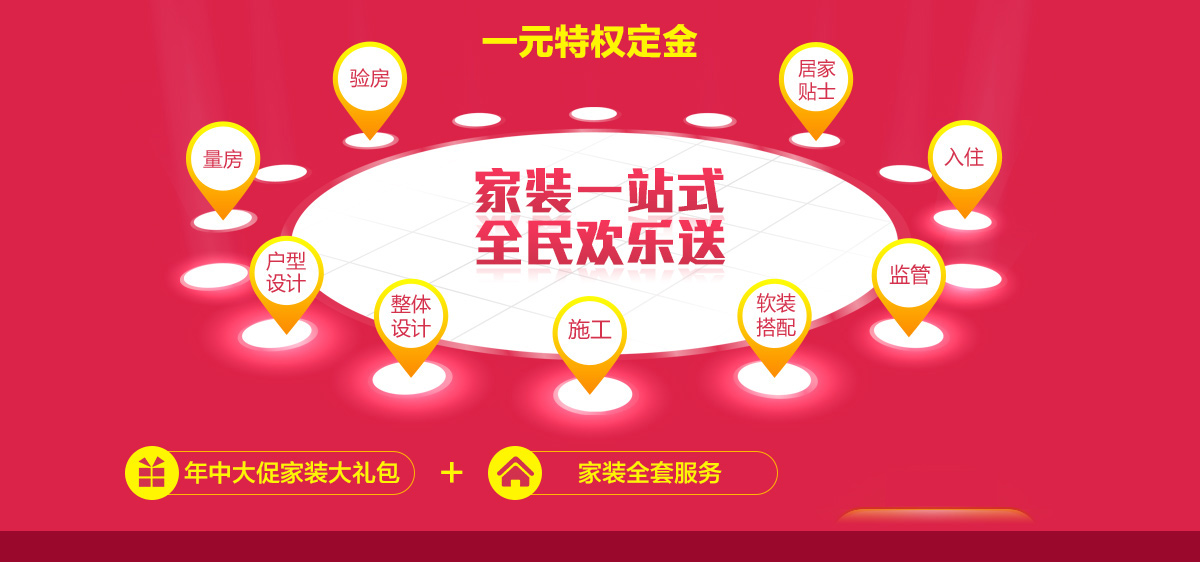 一元特权定金
验房
居家
贴士
量房
入住
家装一站式
全民欢乐送
户型
设计
监管
整体
设计
施工
软装
搭配
年中大促家装大礼包
+
家装全套服务